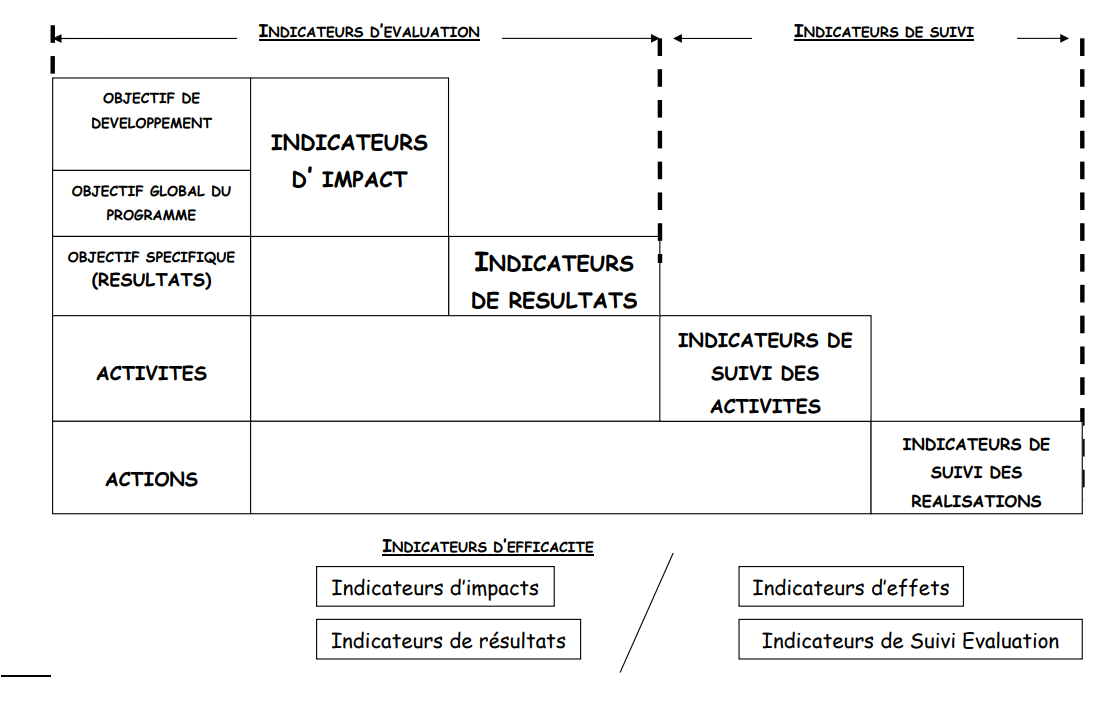 INDICATEURS D'EVALUATION
INDICATEURS DE SUIVI
OBJECTIF DE
DEVELOPPEMENT
INDICATEURS
D' IMPACT
OBJECTIF GLOBAL DU
PROGRAMME
OBJECTIF SPECIFIQUE
(RESULTATS)
INDICATEURS
DE RESULTATS
ACTIVITES
INDICATEURS DE
SUIVI DES
ACTIVITES
ACTIONS
INDICATEURS DE
SUIVI DES
REALISATIONS
INDICATEURS D'EFFICACITE
Indicateurs d'impacts
Indicateurs d'effets
Indicateurs de résultats
Indicateurs de Suivi Evaluation